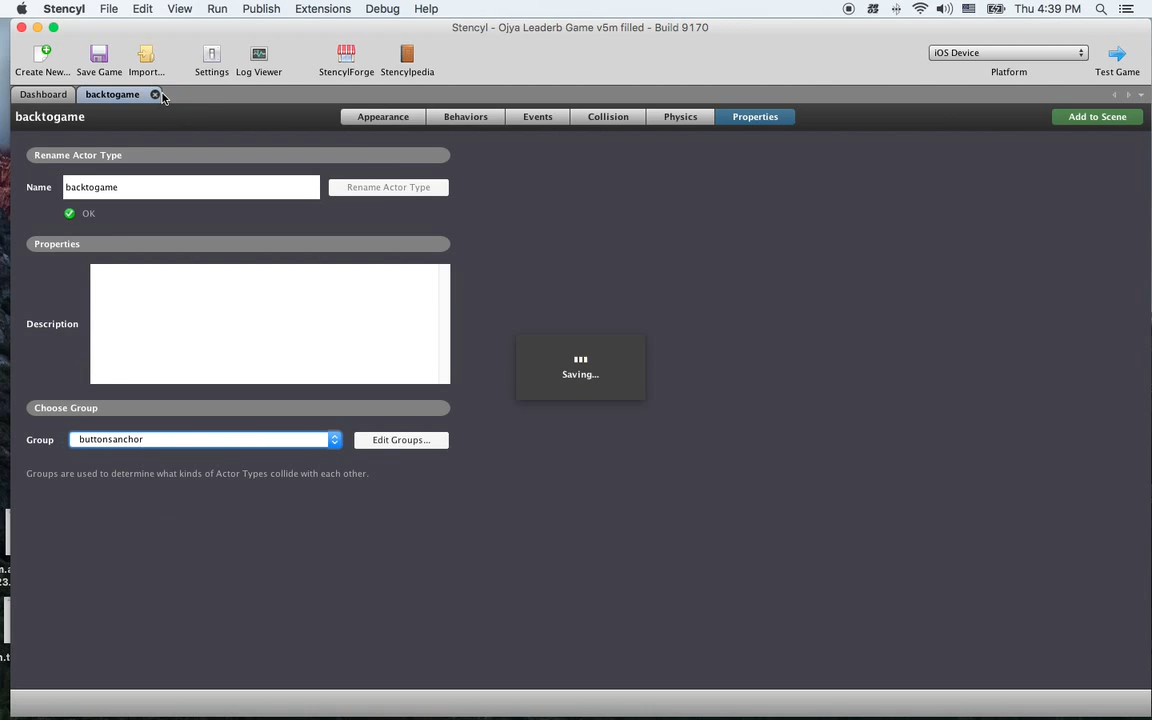 Stencyl File Edit View Run Publish Extensions Debug Help Thu 4:39 PM
Stencyl - Ojya Leaderb Game v5m filled - Build 9170
Create New... Save Game Import... Settings Log Viewer StencylForge Stencylpedia
iOS Device
Platform
Test Game
Dashboard backtogame
backtogame Appearance Behaviors Events Collision Physics Properties Add to Scene
Rename Actor Type
Name backtogame Rename Actor Type
OK
Properties
Description
Saving...
Choose Group
Group buttonsanchor Edit Groups...
Groups are used to determine what kinds of Actor Types collide with each other.
m.a
23.
n.t